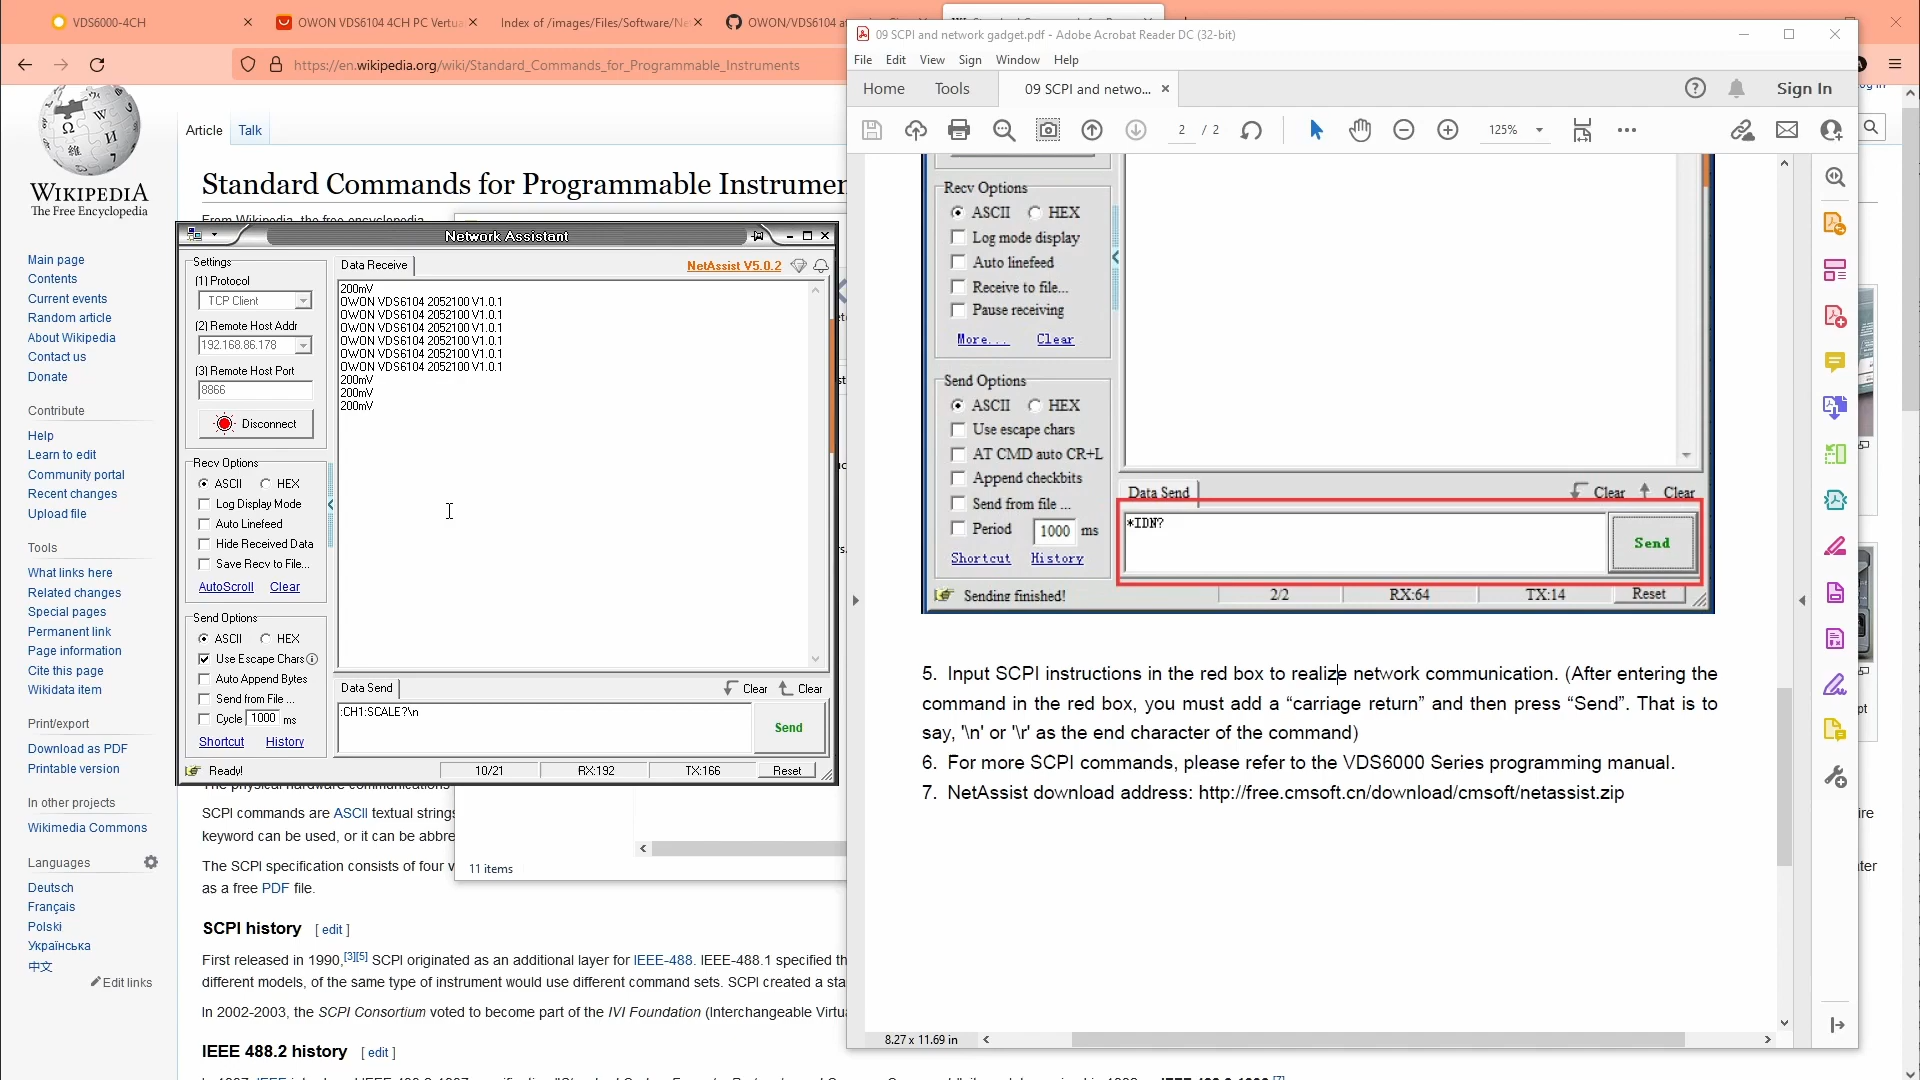 VDS6000-4CH
OWON VDS6104 4CH PC Vertua
Index of /images/Files/Software/Ne
OWON/VDS6104 at
https://en.wikipedia.org/wiki/Standard_Commands_for_Programmable_Instruments
WIKIPEDIA
The Free Encyclopedia
Main page
Contents
Current events
Random article
About Wikipedia
Contact us
Donate
Contribute
Help
Learn to edit
Community portal
Recent changes
Upload file
Tools
What links here
Related changes
Special pages
Permanent link
Page information
Cite this page
Wikidata item
Print/export
Download as PDF
Printable version
In other projects
Wikimedia Commons
Languages
Deutsch
Français
Polski
Українська
中文
Edit links
Article Talk
Standard Commands for Programmable Instrumen
From Wikipedia, the free encyclopedia
The physical hardware communications
SCPI commands are ASCII textual strings
keyword can be used, or it can be abbre
The SCPI specification consists of four v
as a free PDF file.
SCPI history [ edit ]
First released in 1990,[3][5] SCPI originated as an additional layer for IEEE-488. IEEE-488.1 specified th
different models, of the same type of instrument would use different command sets. SCPI created a sta
In 2002-2003, the SCPI Consortium voted to become part of the IVI Foundation (Interchangeable Virtua
IEEE 488.2 history [ edit ]
11 items
Network Assistant
Settings
(1) Protocol
TCP Client
(2) Remote Host Addr
192.168.86.178
(3) Remote Host Port
8866
Disconnect
Recv Options
ASCII HEX
Log Display Mode
Auto Linefeed
Hide Received Data
Save Recv to File...
AutoScroll Clear
Send Options
ASCII HEX
Use Escape Chars
Auto Append Bytes
Send from File ...
Cycle 1000 ms
Shortcut History
Data Receive NetAssist V5.0.2
200mV
OWON VDS6104 2052100 V1.0.1
OWON VDS6104 2052100 V1.0.1
OWON VDS6104 2052100 V1.0.1
OWON VDS6104 2052100 V1.0.1
OWON VDS6104 2052100 V1.0.1
OWON VDS6104 2052100 V1.0.1
200mV
200mV
200mV
Data Send Clear Clear
:CH1:SCALE?\n
Send
Ready! 10/21 RX:192 TX:166 Reset
09 SCPI and network gadget.pdf - Adobe Acrobat Reader DC (32-bit)
File Edit View Sign Window Help
Home Tools 09 SCPI and netwo... Sign In
2 / 2 125%
Recv Options
ASCII HEX
Log mode display
Auto linefeed
Receive to file...
Pause receiving
More... Clear
Send Options
ASCII HEX
Use escape chars
AT CMD auto CR+L
Append checkbits
Send from file ...
Period 1000 ms
Shortcut History
Data Send Clear Clear
*IDN?
Send
Sending finished! 2/2 RX:64 TX:14 Reset
5. Input SCPI instructions in the red box to realize network communication. (After entering the
command in the red box, you must add a “carriage return” and then press “Send”. That is to
say, '\n' or '\r' as the end character of the command)
6. For more SCPI commands, please refer to the VDS6000 Series programming manual.
7. NetAssist download address: http://free.cmsoft.cn/download/cmsoft/netassist.zip
8.27 x 11.69 in